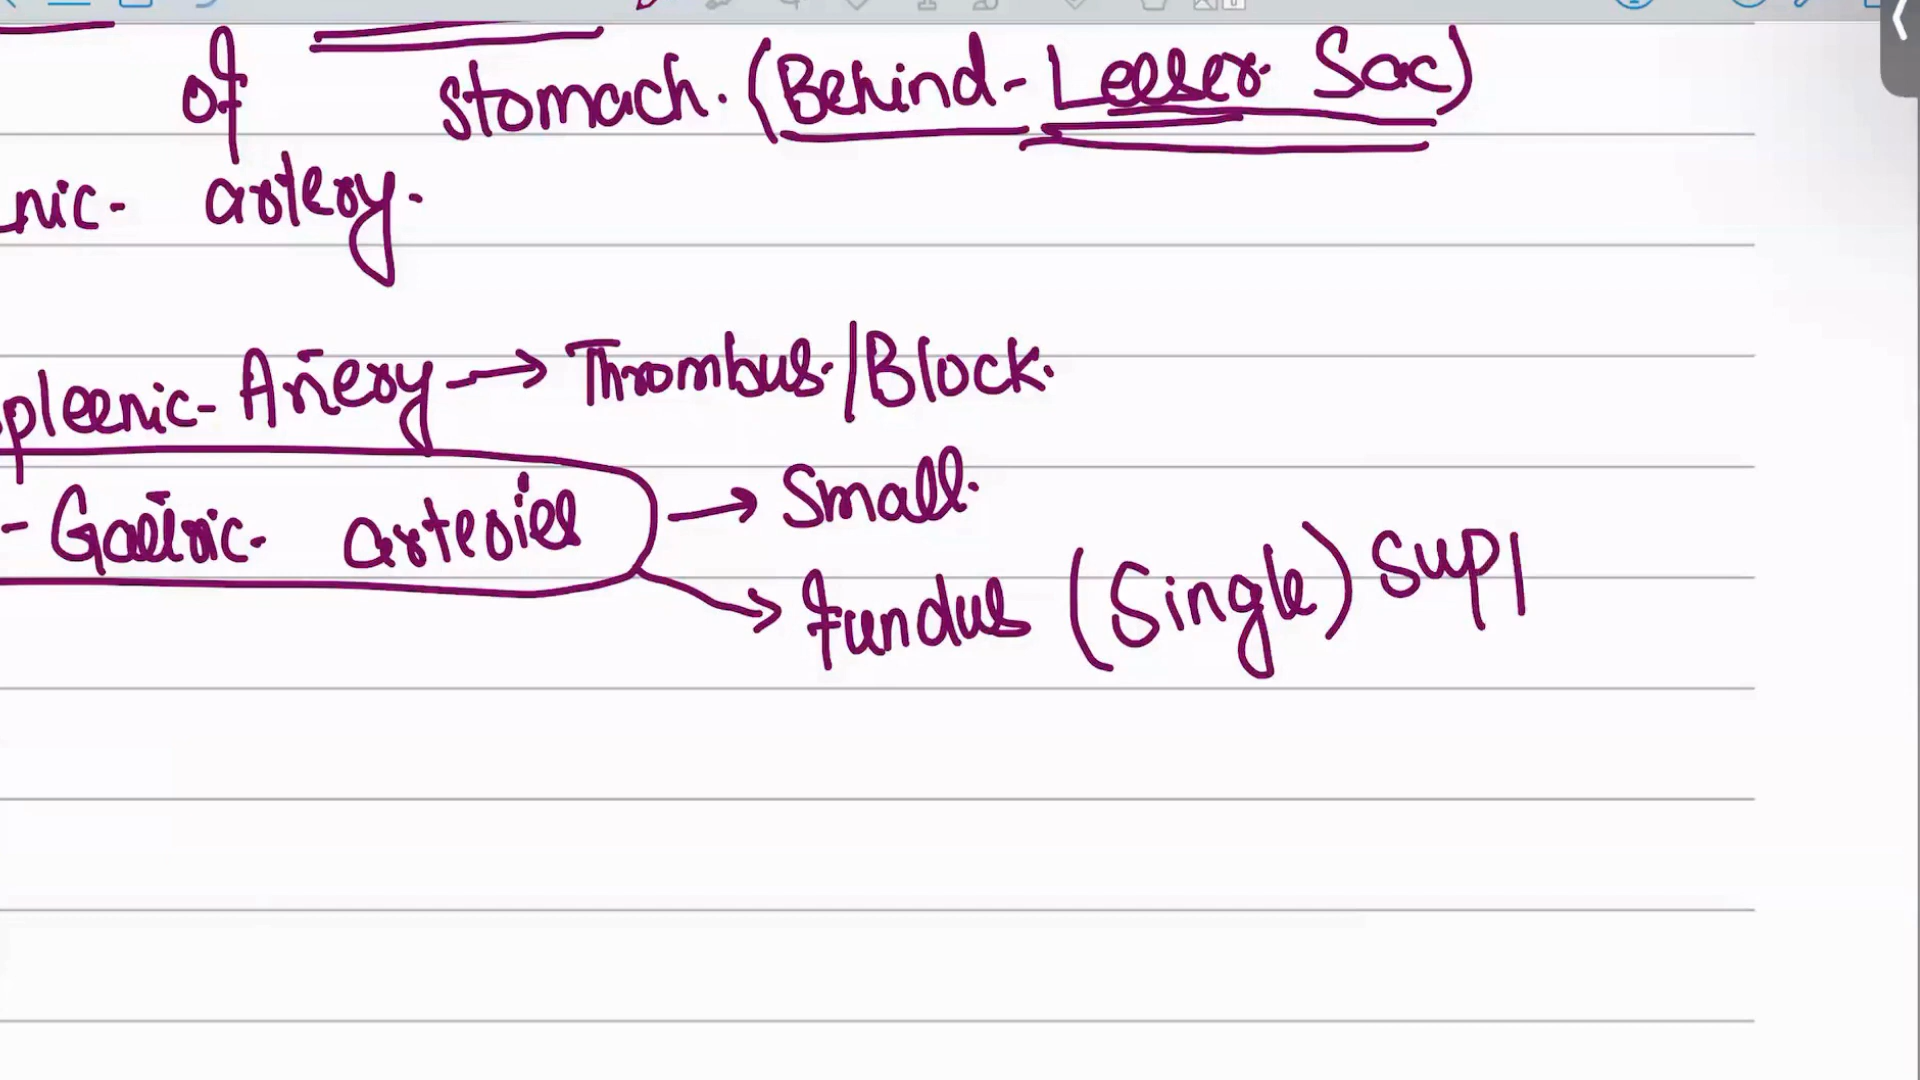 of stomach. (Behind- Lesser Sac)
nic- artery.
pleenic- Artery → Thrombus./Block.
- Gastric- arteries → Small.
→ fundus (Single) Supl